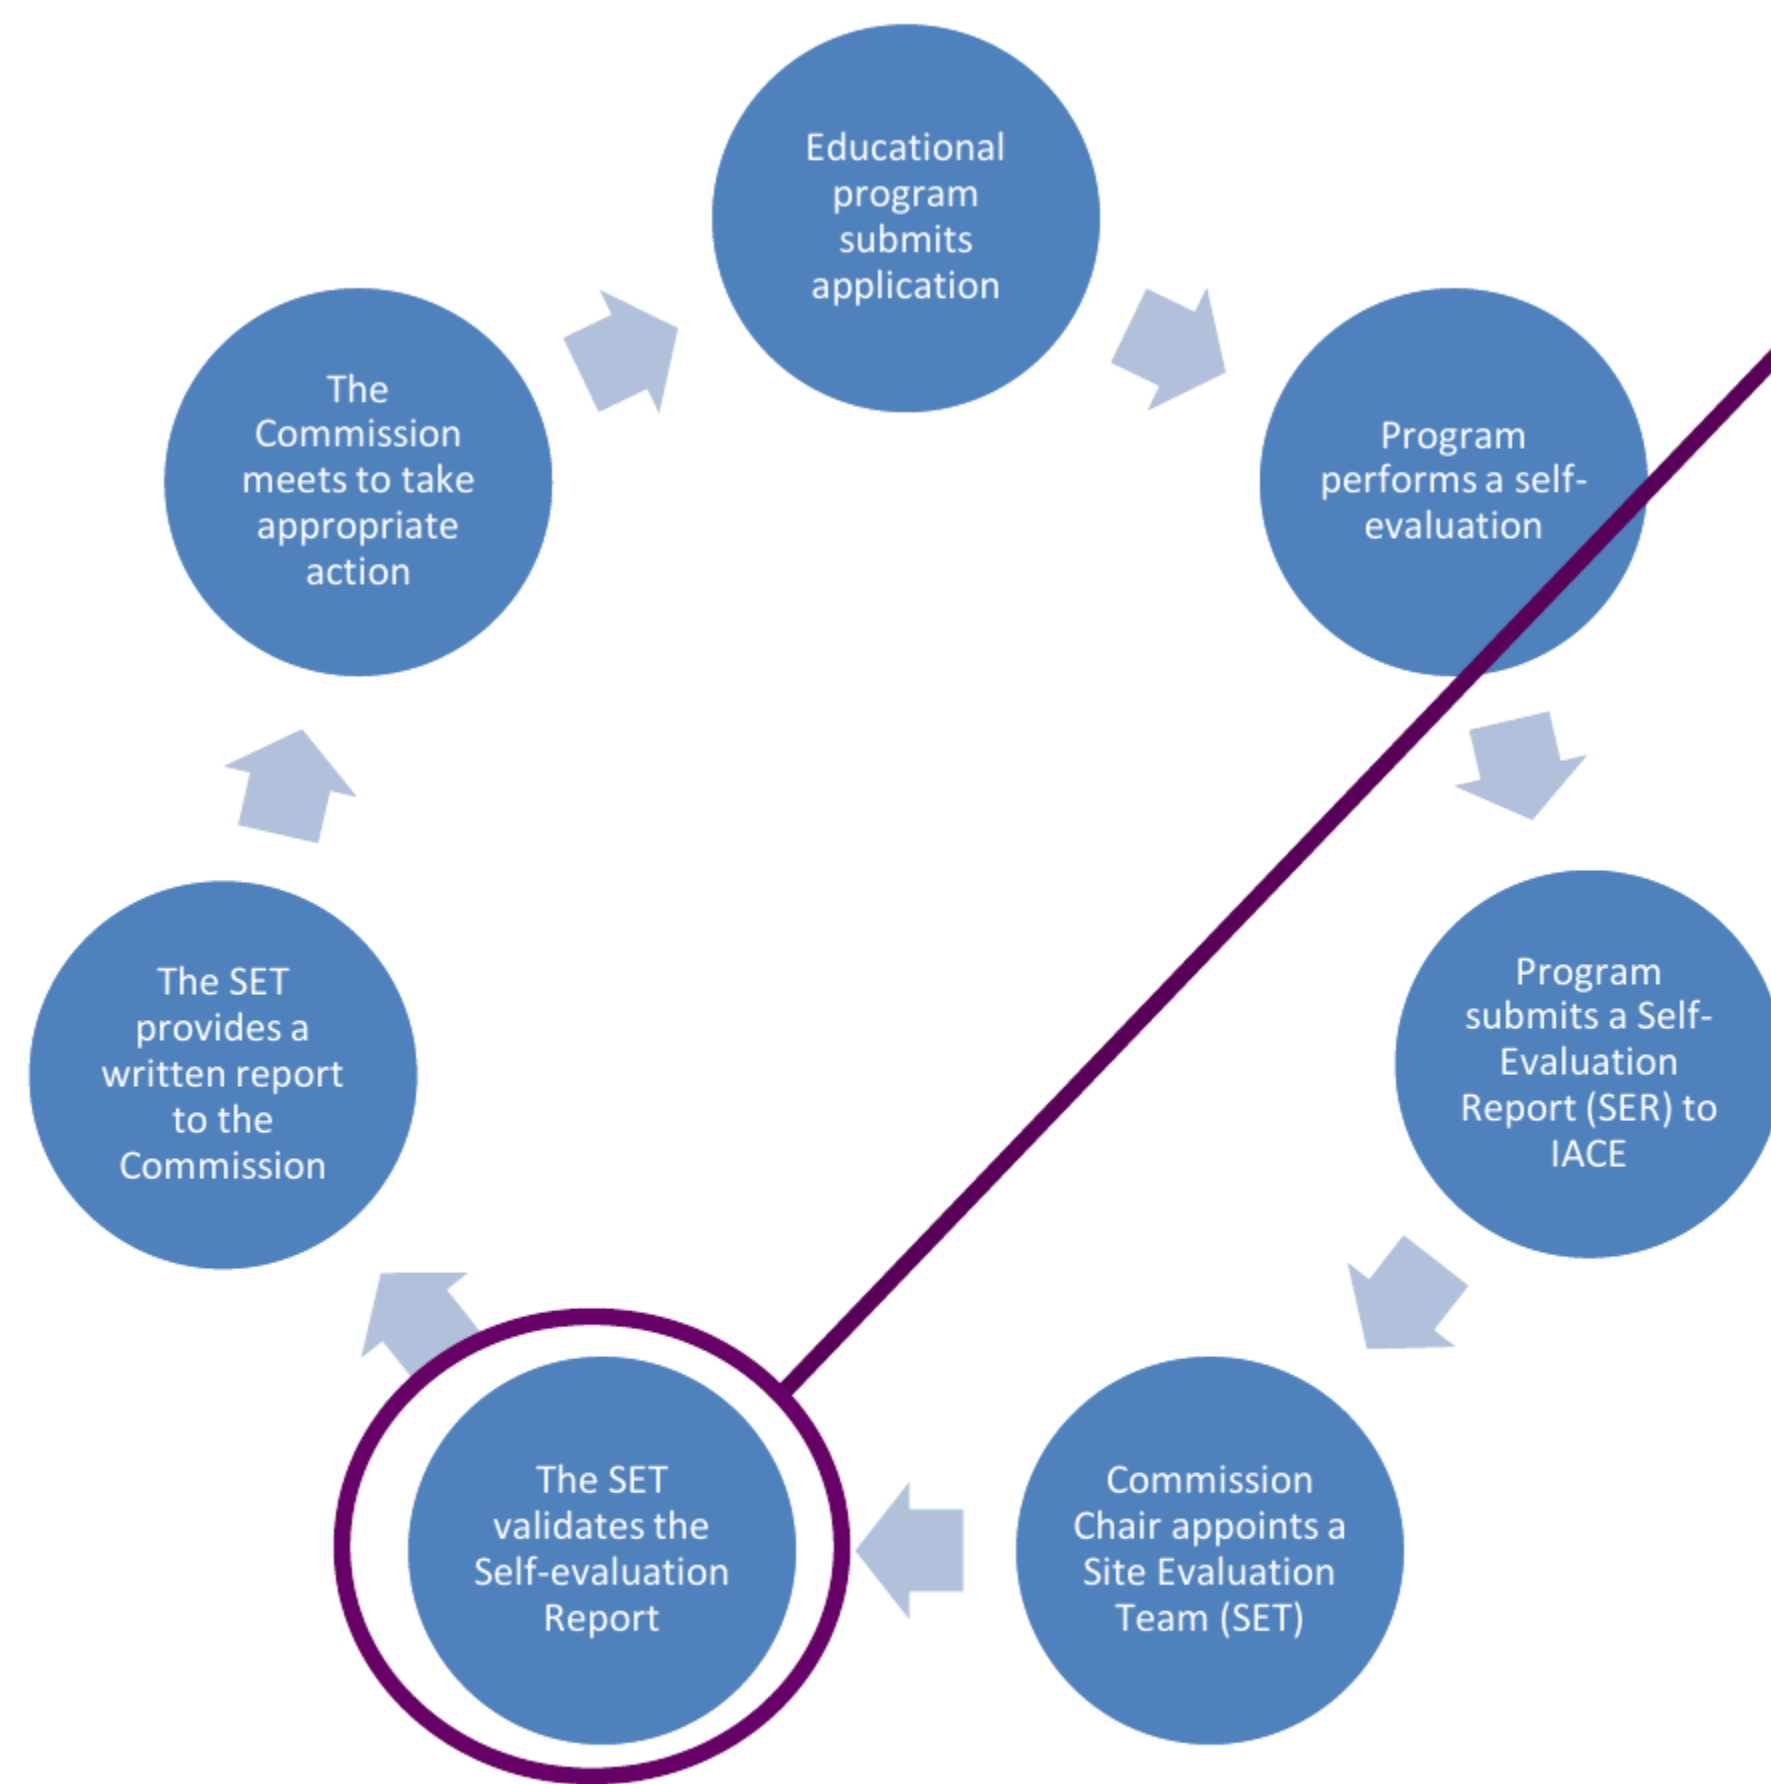 Educational
program
submits
application
Program
performs a self-
evaluation
Program
submits a Self-
Evaluation
Report (SER) to
IACE
Commission
Chair appoints a
Site Evaluation
Team (SET)
The SET
validates the
Self-evaluation
Report
The SET
provides a
written report
to the
Commission
The
Commission
meets to take
appropriate
action